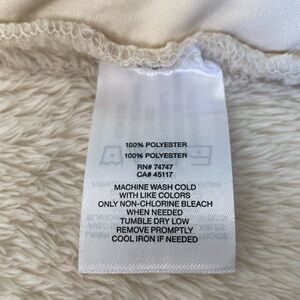 100% POLYESTER
100% POLYESTER
RN# 74747
CA# 45117
MACHINE WASH COLD
WITH LIKE COLORS
ONLY NON-CHLORINE BLEACH
WHEN NEEDED
TUMBLE DRY LOW
REMOVE PROMPTLY
COOL IRON IF NEEDED